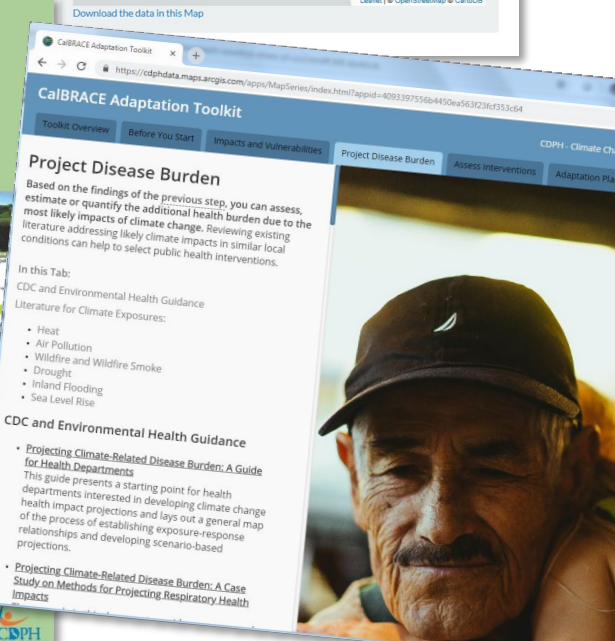 Leaflet | © OpenStreetMap © CartoDB
Download the data in this Map
CalBRACE Adaptation Toolkit
https://cdphdata.maps.arcgis.com/apps/MapSeries/index.html?appid=4093397556b4450ea563f23fcf353c64
CalBRACE Adaptation Toolkit
CDPH - Climate Ch
Toolkit Overview
Before You Start
Impacts and Vulnerabilities
Project Disease Burden
Assess Interventions
Adaptation Pla
Project Disease Burden
Based on the findings of the previous step, you can assess,
estimate or quantify the additional health burden due to the
most likely impacts of climate change. Reviewing existing
literature addressing likely climate impacts in similar local
conditions can help to select public health interventions.
In this Tab:
CDC and Environmental Health Guidance
Literature for Climate Exposures:
• Heat
• Air Pollution
• Wildfire and Wildfire Smoke
• Drought
• Inland Flooding
• Sea Level Rise
CDC and Environmental Health Guidance
• Projecting Climate-Related Disease Burden: A Guide
for Health Departments
This guide presents a starting point for health
departments interested in developing climate change
health impact projections and lays out a general map
of the process of establishing exposure-response
relationships and developing scenario-based
projections.
• Projecting Climate-Related Disease Burden: A Case
Study on Methods for Projecting Respiratory Health
Impacts
CDPH